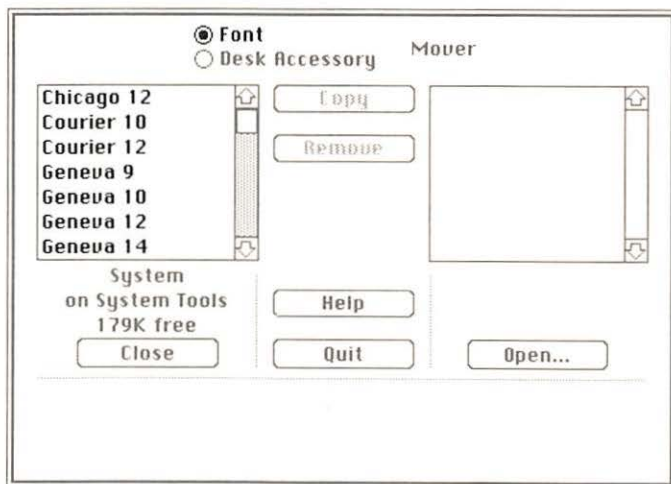 Font
Desk Accessory
Mover
Chicago 12
Courier 10
Courier 12
Geneva 9
Geneva 10
Geneva 12
Geneva 14
Copy
Remove
System
on System Tools
179K free
Close
Help
Quit
Open...